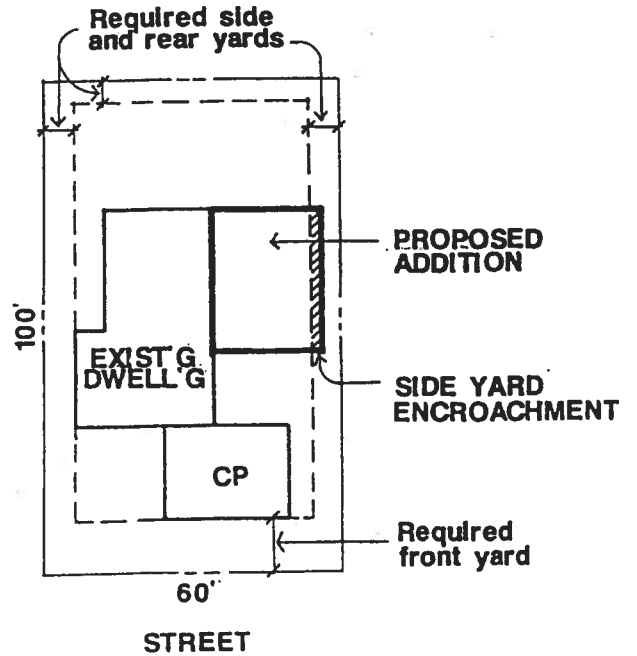 Required side
and rear yards
PROPOSED
ADDITION
100'
EXIST'G
DWELL'G
SIDE YARD
ENCROACHMENT
CP
Required
front yard
60'
STREET